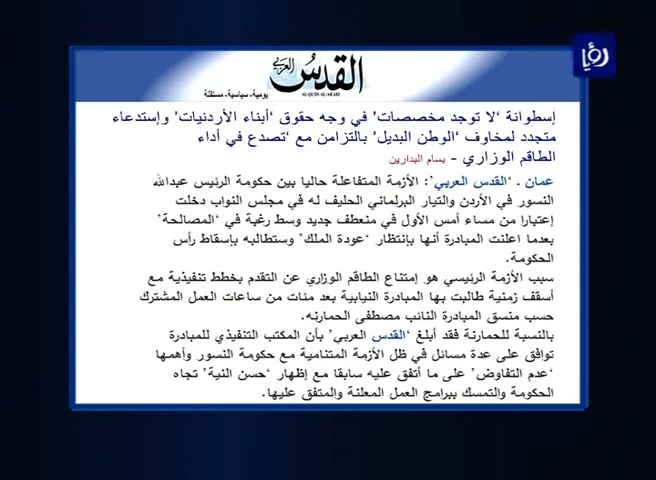 رؤيا
القدس العربي
AL-QUDS AL-ARABI
يومية - سياسية - مستقلة
إسطوانة ‘لا توجد مخصصات’ في وجه حقوق ‘أبناء الأردنيات’ وإستدعاء
متجدد لمخاوف ‘الوطن البديل’ بالتزامن مع ‘تصدع في أداء
الطاقم الوزاري - بسام البدارين
عمان ـ ‘القدس العربي’: الأزمة المتفاعلة حاليا بين حكومة الرئيس عبدالله
النسور في الأردن والتيار البرلماني الحليف له في مجلس النواب دخلت
إعتبارا من مساء أمس الأول في منعطف جديد وسط رغبة في ‘المصالحة’
بعدما اعلنت المبادرة أنها بإنتظار ‘عودة الملك’ وستطالبه بإسقاط رأس
الحكومة.
سبب الأزمة الرئيسي هو إمتناع الطاقم الوزاري عن التقدم بخطط تنفيذية مع
أسقف زمنية طالبت بها المبادرة النيابية بعد مئات من ساعات العمل المشترك
حسب منسق المبادرة النائب مصطفى الحمارنه.
بالنسبة للحمارنة فقد أبلغ ‘القدس العربي’ بأن المكتب التنفيذي للمبادرة
توافق على عدة مسائل في ظل الأزمة المتنامية مع حكومة النسور وأهمها
‘عدم التفاوض’ على ما أتفق عليه سابقا مع إظهار ‘حسن النية’ تجاه
الحكومة والتمسك ببرامج العمل المعلنة والمتفق عليها.